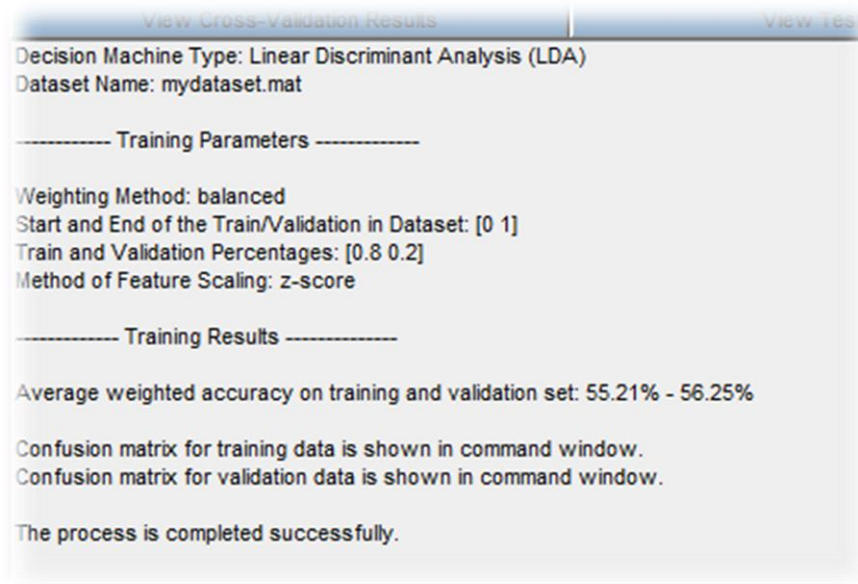 View Cross-Validation Results View Tes
Decision Machine Type: Linear Discriminant Analysis (LDA)
Dataset Name: mydataset.mat
------------ Training Parameters -------------
Weighting Method: balanced
Start and End of the Train/Validation in Dataset: [0 1]
Train and Validation Percentages: [0.8 0.2]
Method of Feature Scaling: z-score
------------- Training Results --------------
Average weighted accuracy on training and validation set: 55.21% - 56.25%
Confusion matrix for training data is shown in command window.
Confusion matrix for validation data is shown in command window.
The process is completed successfully.